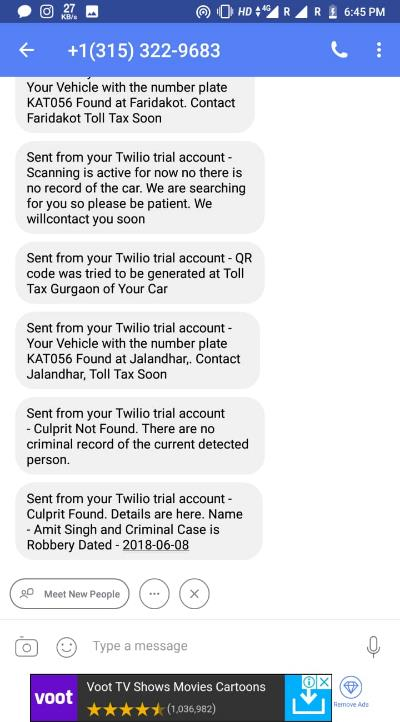 27
KB/s
HD
4G
R
R
6:45 PM
+1(315) 322-9683
Your Vehicle with the number plate
KAT056 Found at Faridakot. Contact
Faridakot Toll Tax Soon
Sent from your Twilio trial account -
Scanning is active for now no there is
no record of the car. We are searching
for you so please be patient. We
willcontact you soon
Sent from your Twilio trial account - QR
code was tried to be generated at Toll
Tax Gurgaon of Your Car
Sent from your Twilio trial account -
Your Vehicle with the number plate
KAT056 Found at Jalandhar,. Contact
Jalandhar, Toll Tax Soon
Sent from your Twilio trial account
- Culprit Not Found. There are no
criminal record of the current detected
person.
Sent from your Twilio trial account -
Culprit Found. Details are here. Name
- Amit Singh and Criminal Case is
Robbery Dated - 2018-06-08
Meet New People
Type a message
voot
Voot TV Shows Movies Cartoons
(1,036,982)
Remove Ads